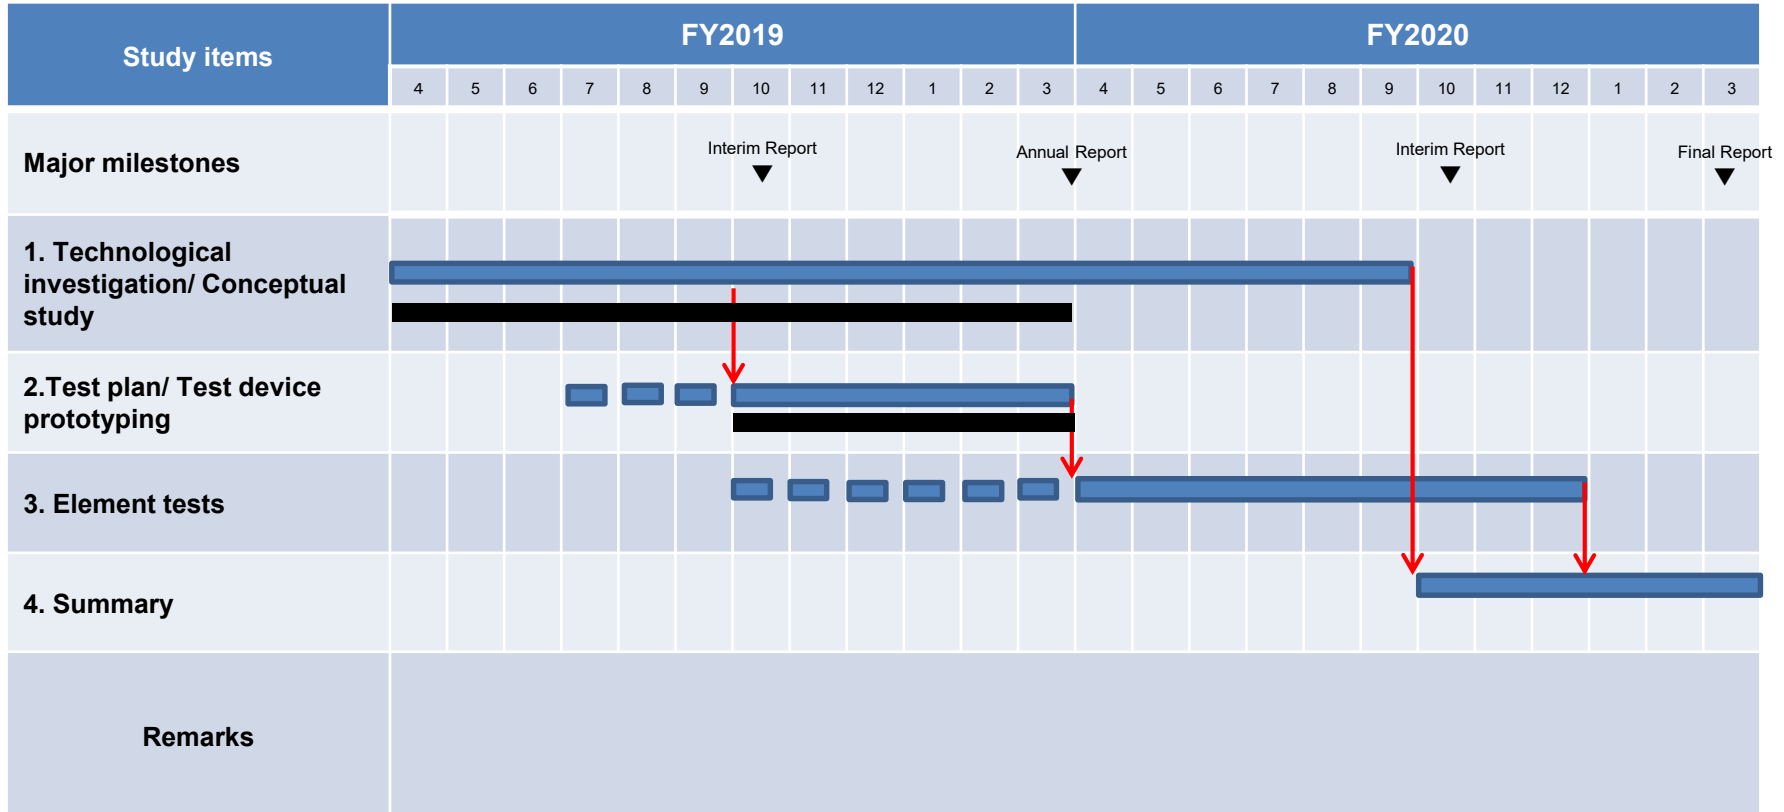 Study items
FY2019
FY2020
4 5 6 7 8 9 10 11 12 1 2 3 4 5 6 7 8 9 10 11 12 1 2 3
Major milestones
Interim Report
Annual Report
Interim Report
Final Report
1. Technological
investigation/ Conceptual
study
2.Test plan/ Test device
prototyping
3. Element tests
4. Summary
Remarks